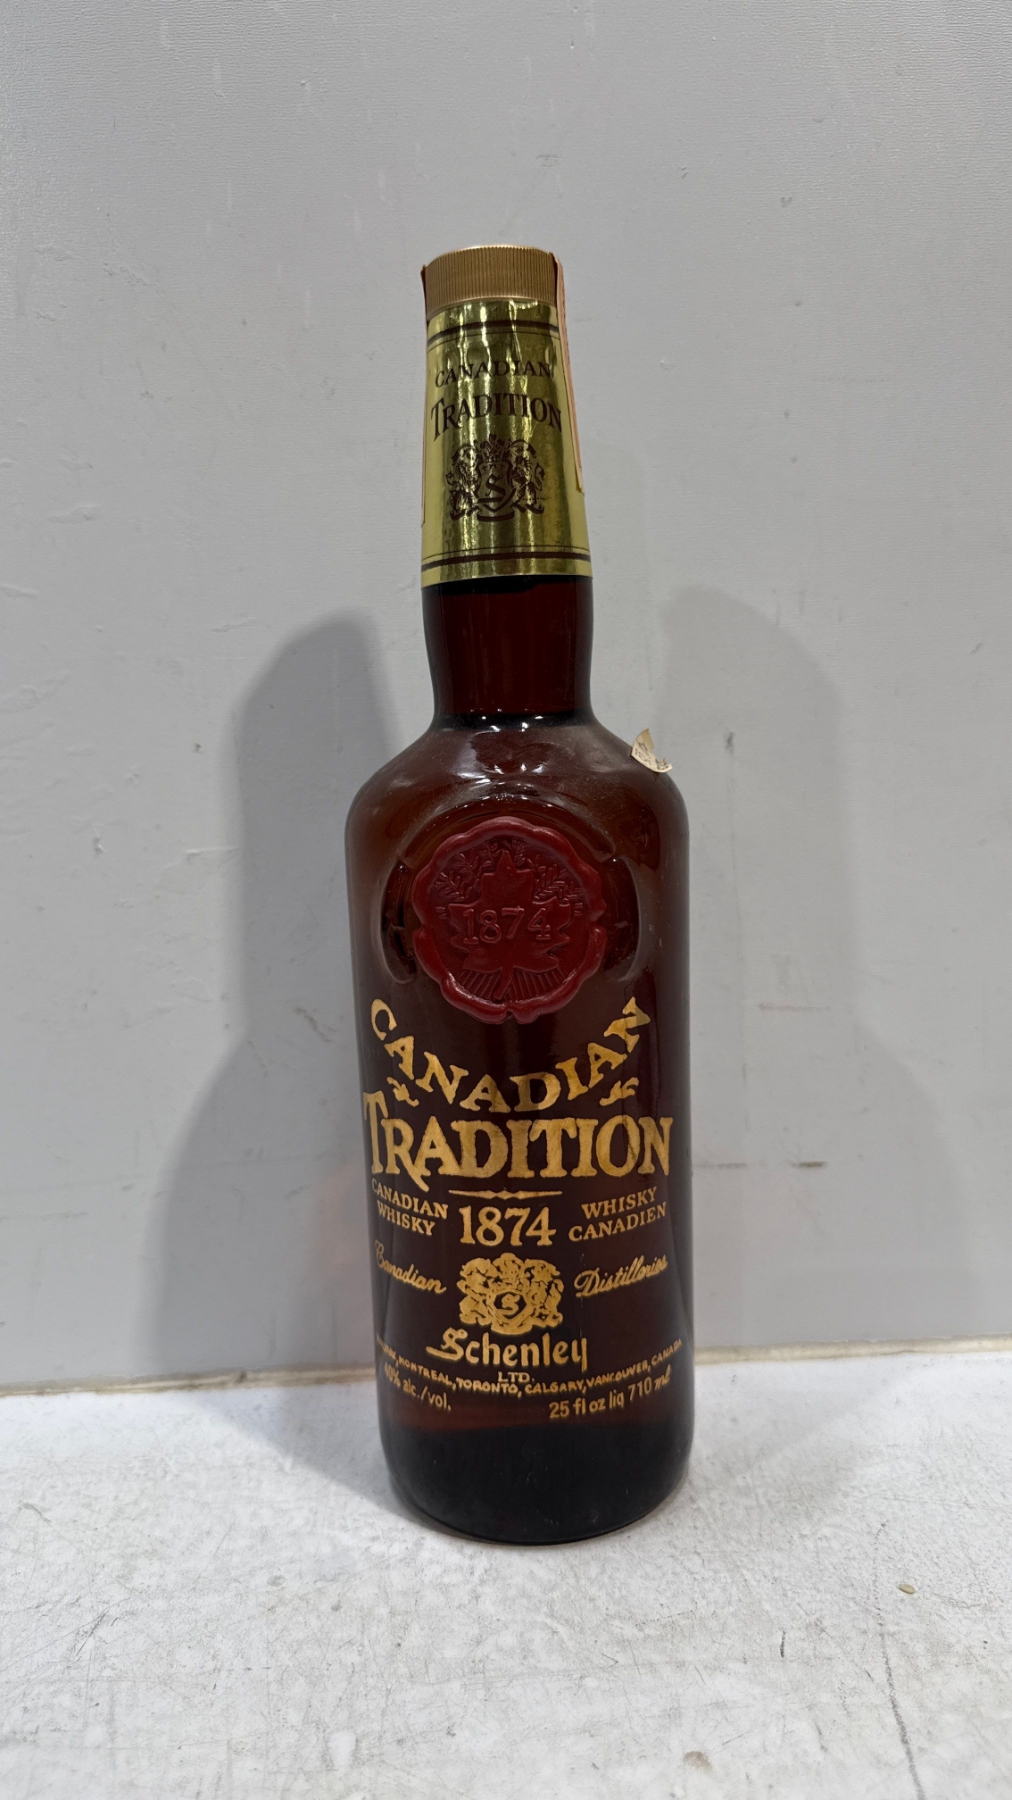 CANADIAN
TRADITION
S
1874
CANADIAN
TRADITION
CANADIAN
WHISKY
1874
WHISKY
CANADIEN
Canadian
Distilleries
S
Schenley
LTD.
MONTREAL, TORONTO, CALGARY, VANCOUVER, CANADA
40% alc./vol.
25 fl oz liq 710 ml